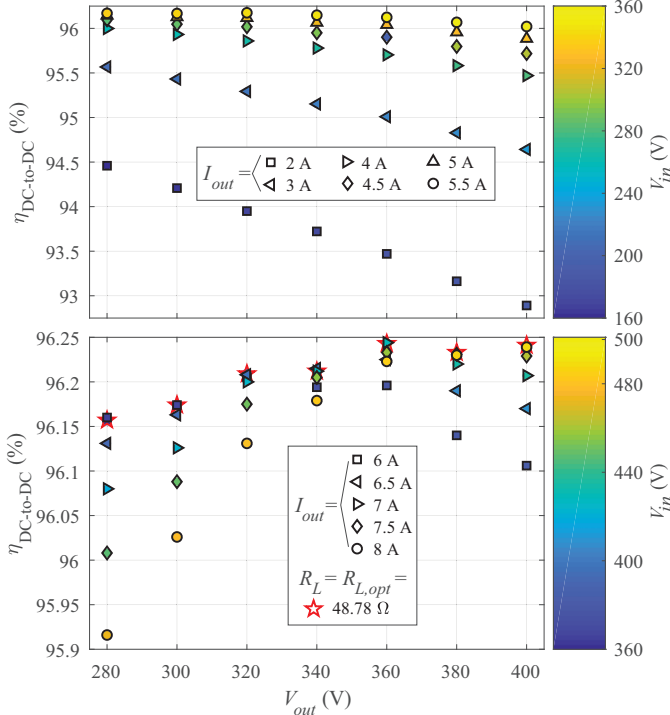 96
95.5
95
94.5
94
93.5
93
η_DC-to-DC (%)
I_out =
2 A
4 A
5 A
3 A
4.5 A
5.5 A
360
320
280
240
200
160
V_in (V)
96.25
96.2
96.15
96.1
96.05
96
95.95
95.9
η_DC-to-DC (%)
I_out =
6 A
6.5 A
7 A
7.5 A
8 A
R_L = R_L,opt =
48.78 Ω
500
480
440
400
360
V_in (V)
280 300 320 340 360 380 400
V_out (V)